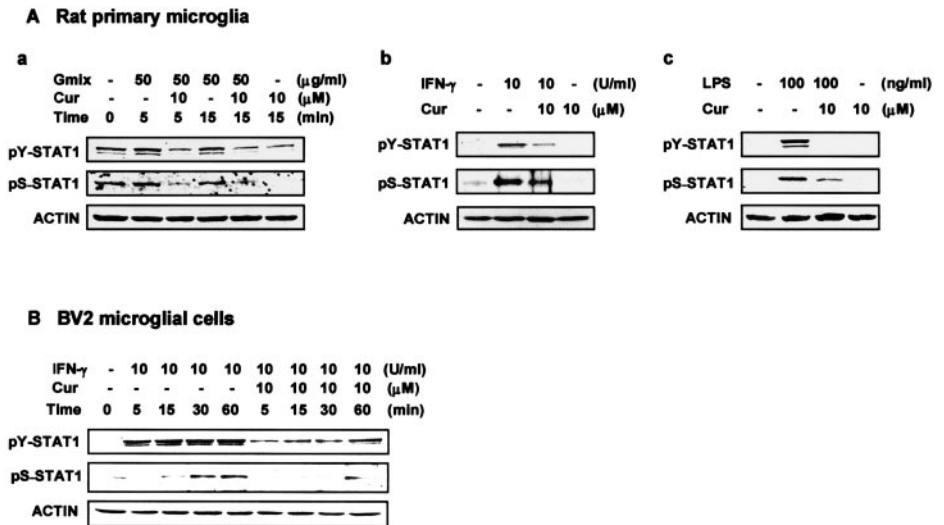 A Rat primary microglia
a
Gmix - 50 50 50 50 - (μg/ml)
Cur - - 10 - 10 10 (μM)
Time 0 5 5 15 15 15 (min)
pY-STAT1
pS-STAT1
ACTIN
b
IFN-γ - 10 10 - (U/ml)
Cur - - 10 10 (μM)
pY-STAT1
pS-STAT1
ACTIN
c
LPS - 100 100 - (ng/ml)
Cur - - 10 10 (μM)
pY-STAT1
pS-STAT1
ACTIN
B BV2 microglial cells
IFN-γ - 10 10 10 10 10 10 10 10 (U/ml)
Cur - - - - - 10 10 10 10 (μM)
Time 0 5 15 30 60 5 15 30 60 (min)
pY-STAT1
pS-STAT1
ACTIN